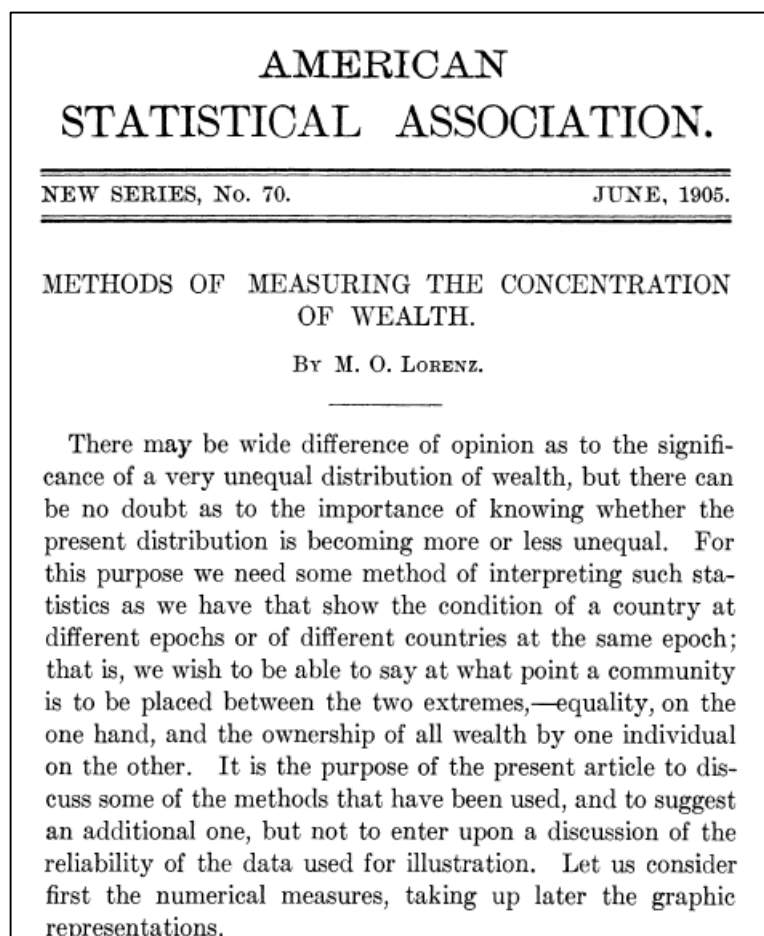 AMERICAN
STATISTICAL ASSOCIATION.
NEW SERIES, No. 70. JUNE, 1905.
METHODS OF MEASURING THE CONCENTRATION
OF WEALTH.
By M. O. Lorenz.
There may be wide difference of opinion as to the signifi-
cance of a very unequal distribution of wealth, but there can
be no doubt as to the importance of knowing whether the
present distribution is becoming more or less unequal. For
this purpose we need some method of interpreting such sta-
tistics as we have that show the condition of a country at
different epochs or of different countries at the same epoch;
that is, we wish to be able to say at what point a community
is to be placed between the two extremes,—equality, on the
one hand, and the ownership of all wealth by one individual
on the other. It is the purpose of the present article to dis-
cuss some of the methods that have been used, and to suggest
an additional one, but not to enter upon a discussion of the
reliability of the data used for illustration. Let us consider
first the numerical measures, taking up later the graphic
representations.